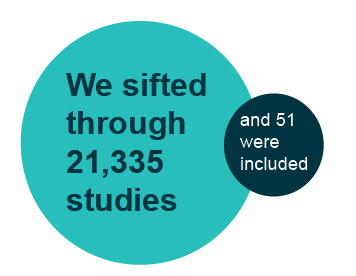 We sifted
through
21,335
studies
and 51
were
included